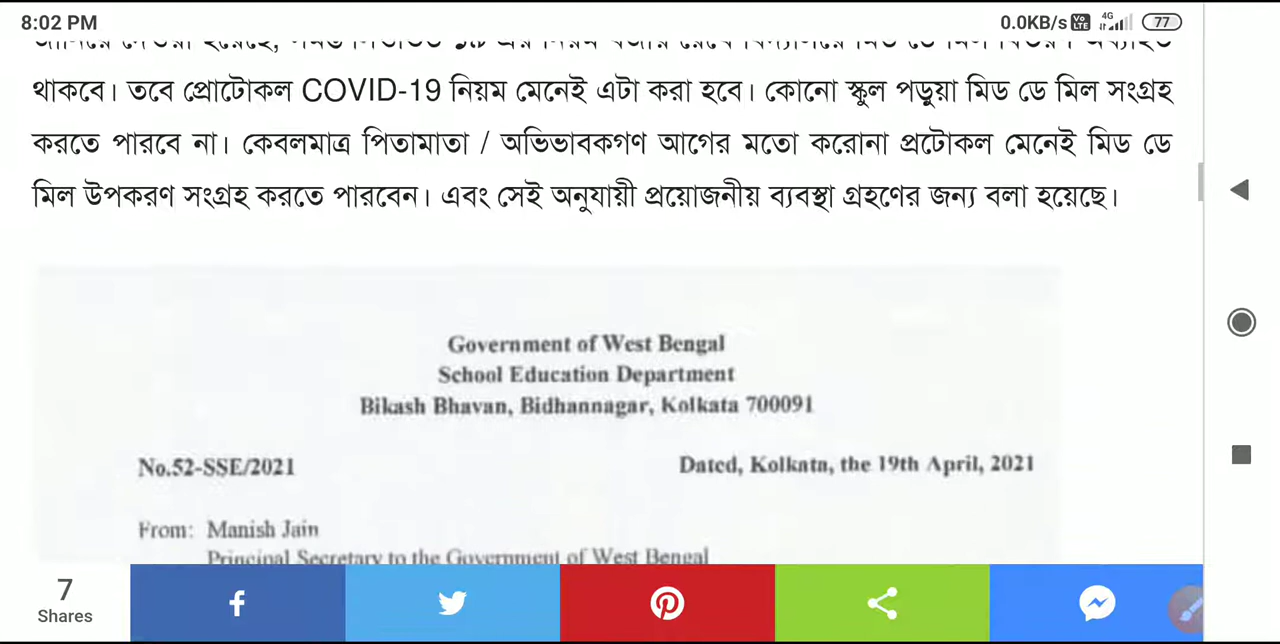 8:02 PM
0.0KB/s Vo LTE 4G 77
থাকবে। তবে প্রোটোকল COVID-19 নিয়ম মেনেই এটা করা হবে। কোনো স্কুল পড়ুয়া মিড ডে মিল সংগ্রহ
করতে পারবে না। কেবলমাত্র পিতামাতা / অভিভাবকগণ আগের মতো করোনা প্রটোকল মেনেই মিড ডে
মিল উপকরণ সংগ্রহ করতে পারবেন। এবং সেই অনুযায়ী প্রয়োজনীয় ব্যবস্থা গ্রহণের জন্য বলা হয়েছে।
Government of West Bengal
School Education Department
Bikash Bhavan, Bidhannagar, Kolkata 700091
No.52-SSE/2021
Dated, Kolkata, the 19th April, 2021
From: Manish Jain
Principal Secretary to the Government of West Bengal
7
Shares